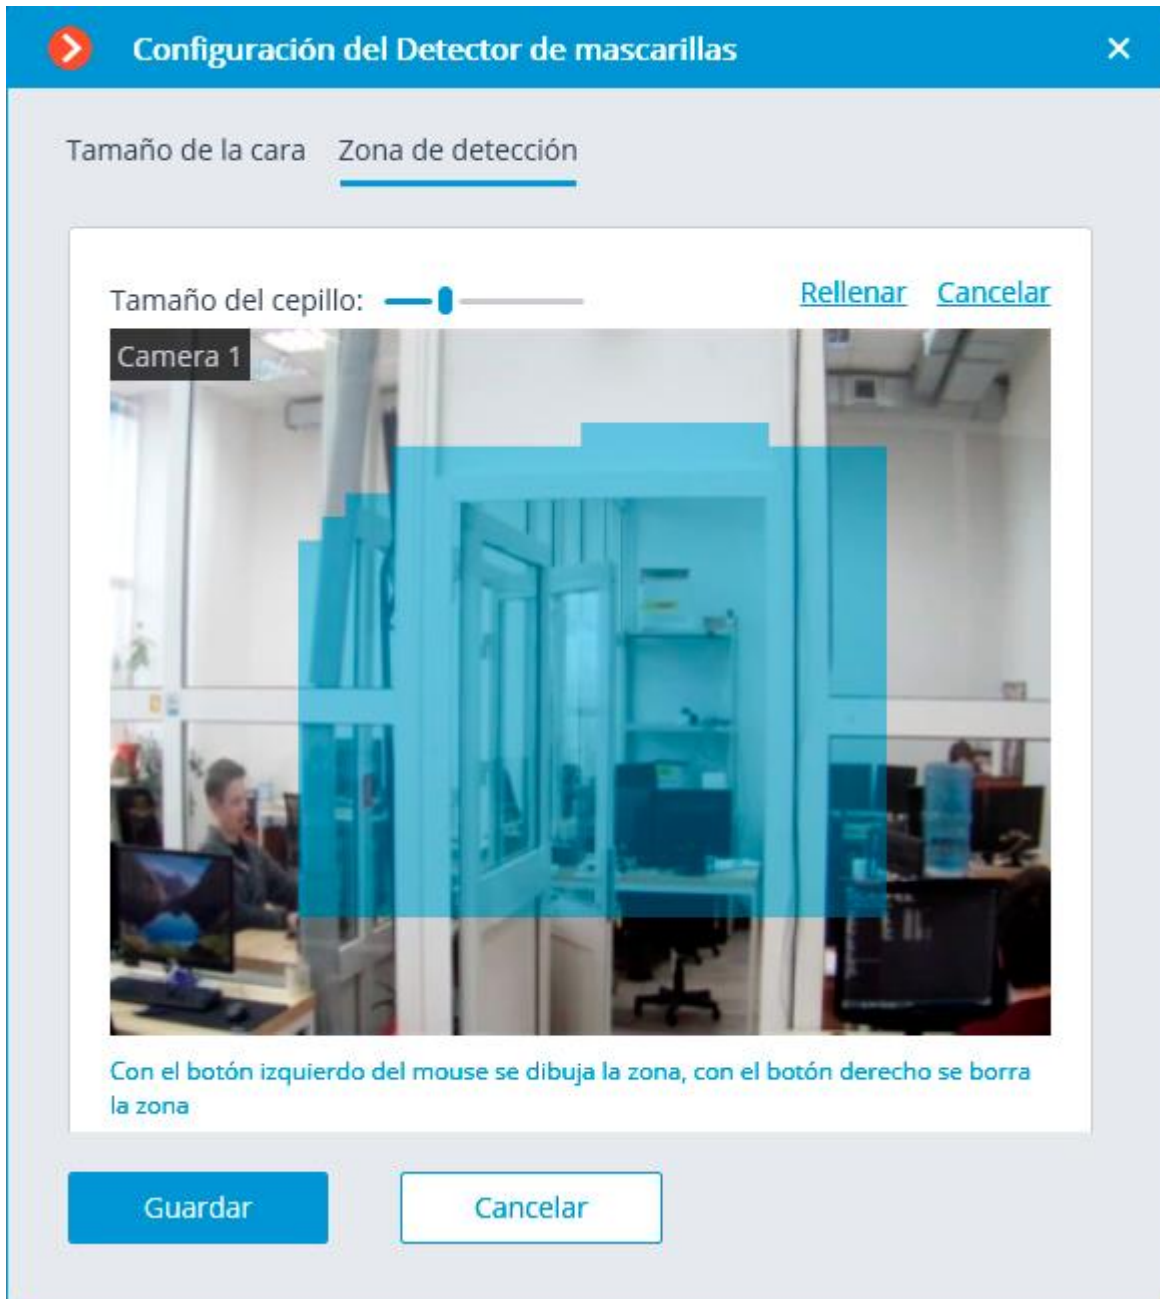 Configuración del Detector de mascarillas
Tamaño de la cara Zona de detección
Tamaño del cepillo: Rellenar Cancelar
Camera 1
Con el botón izquierdo del mouse se dibuja la zona, con el botón derecho se borra
la zona
Guardar Cancelar